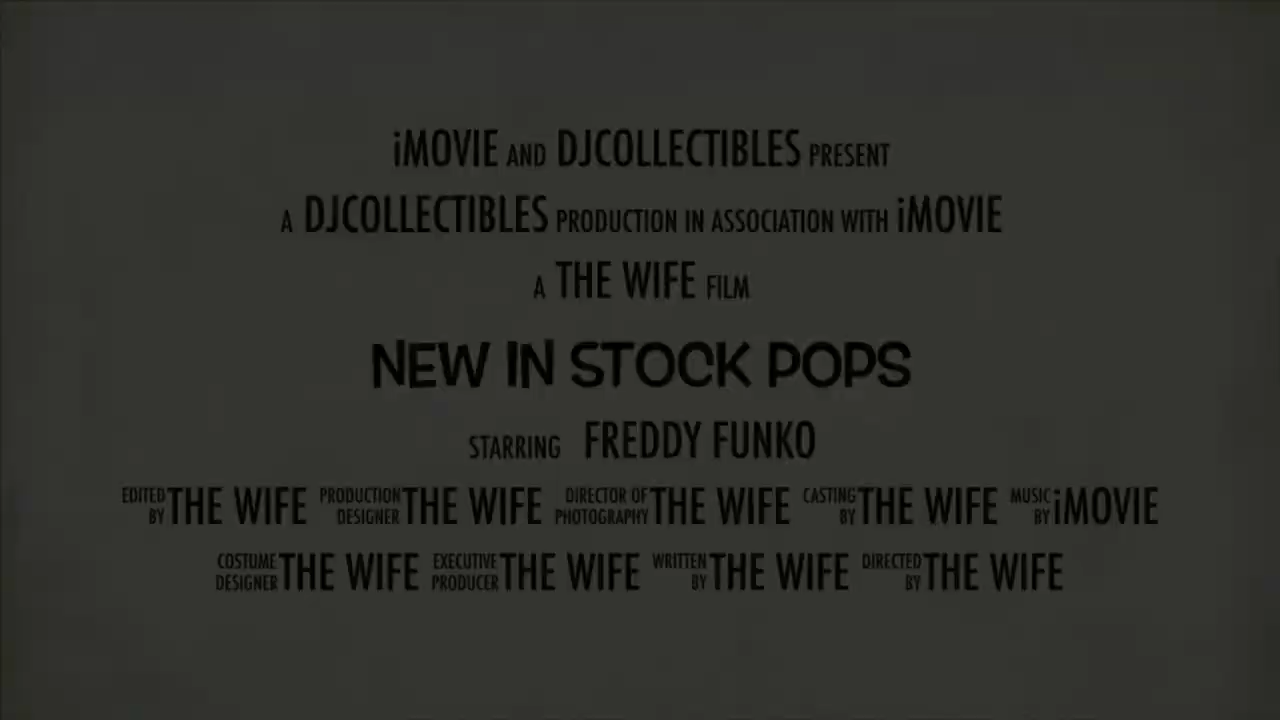 iMOVIE AND DJCOLLECTIBLES PRESENT
A DJCOLLECTIBLES PRODUCTION IN ASSOCIATION WITH iMOVIE
A THE WIFE FILM
NEW IN STOCK POPS
STARRING FREDDY FUNKO
EDITED BY THE WIFE PRODUCTION DESIGNER THE WIFE DIRECTOR OF PHOTOGRAPHY THE WIFE CASTING BY THE WIFE MUSIC BY iMOVIE
COSTUME DESIGNER THE WIFE EXECUTIVE PRODUCER THE WIFE WRITTEN BY THE WIFE DIRECTED BY THE WIFE